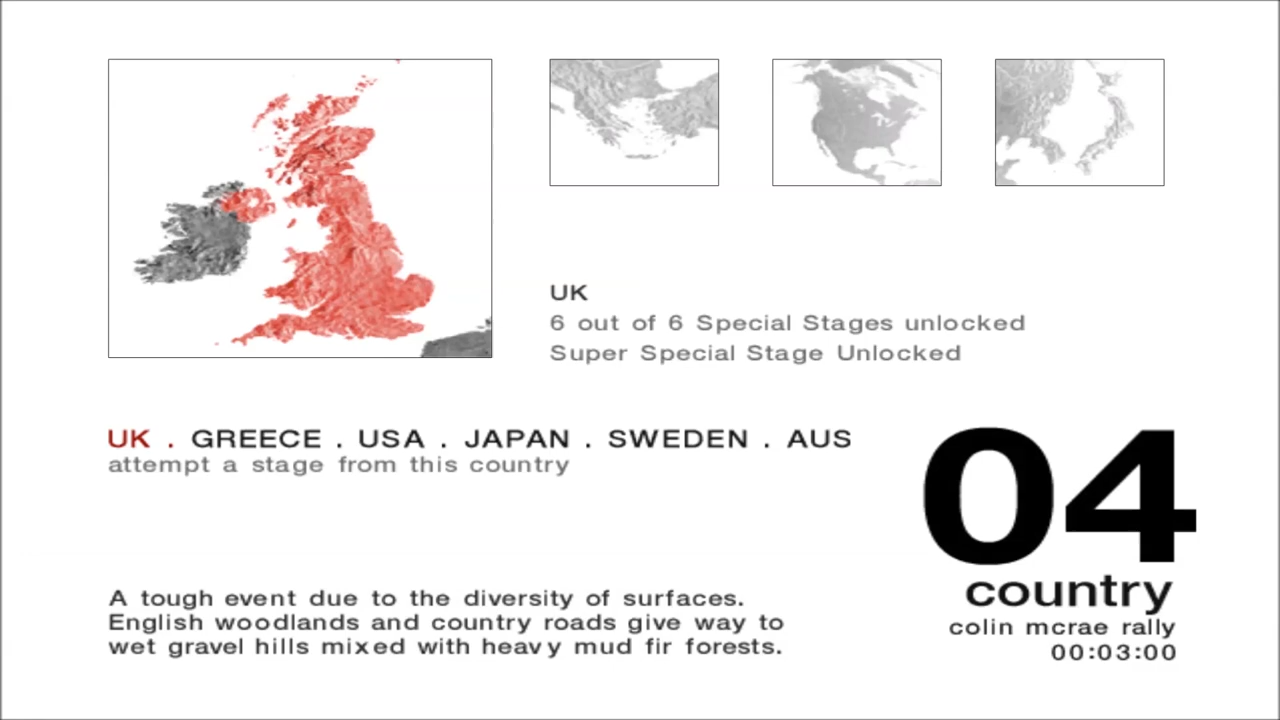 UK
6 out of 6 Special Stages unlocked
Super Special Stage Unlocked
UK . GREECE . USA . JAPAN . SWEDEN . AUS
attempt a stage from this country
04
country
colin mcrae rally
00:03:00
A tough event due to the diversity of surfaces.
English woodlands and country roads give way to
wet gravel hills mixed with heavy mud fir forests.